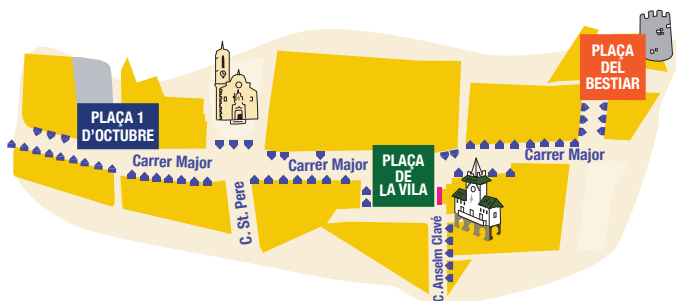 PLAÇA
DEL
BESTIAR
PLAÇA 1
D'OCTUBRE
Carrer Major
Carrer Major
PLAÇA
DE
LA VILA
Carrer Major
C. St. Pere
C. Anselm Clavé